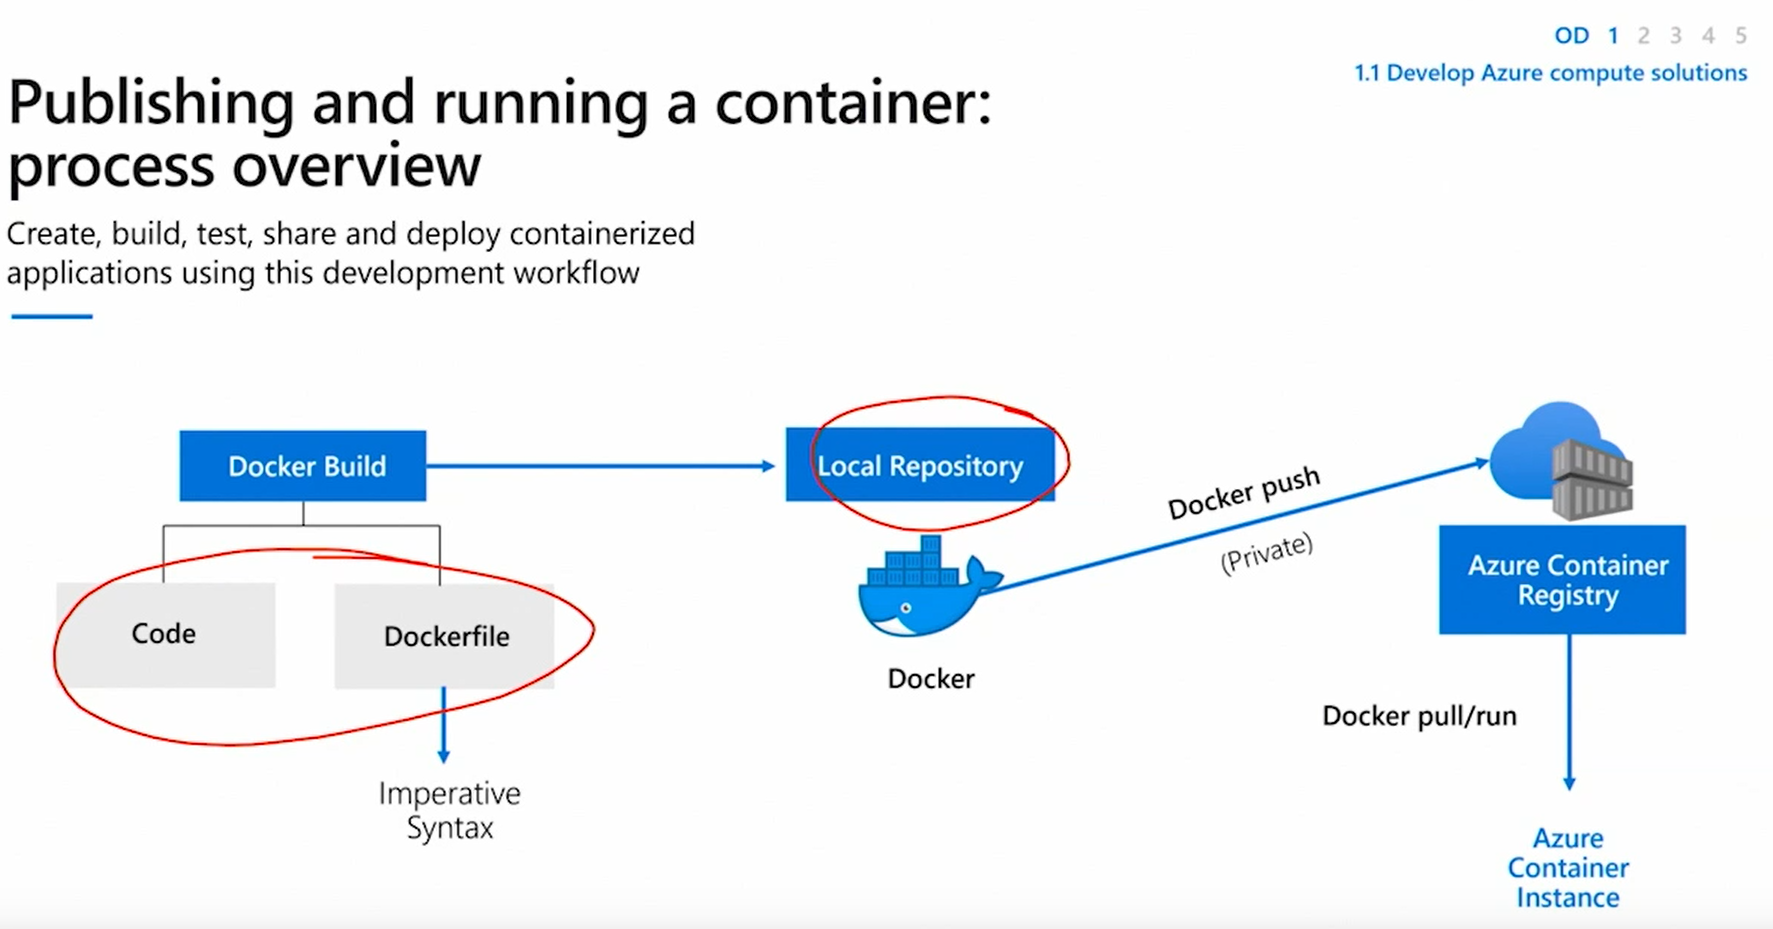 OD 1 2 3 4 5
1.1 Develop Azure compute solutions
Publishing and running a container:
process overview
Create, build, test, share and deploy containerized
applications using this development workflow
Docker Build
Local Repository
Docker push
(Private)
Azure Container
Registry
Code
Dockerfile
Docker
Docker pull/run
Imperative
Syntax
Azure
Container
Instance